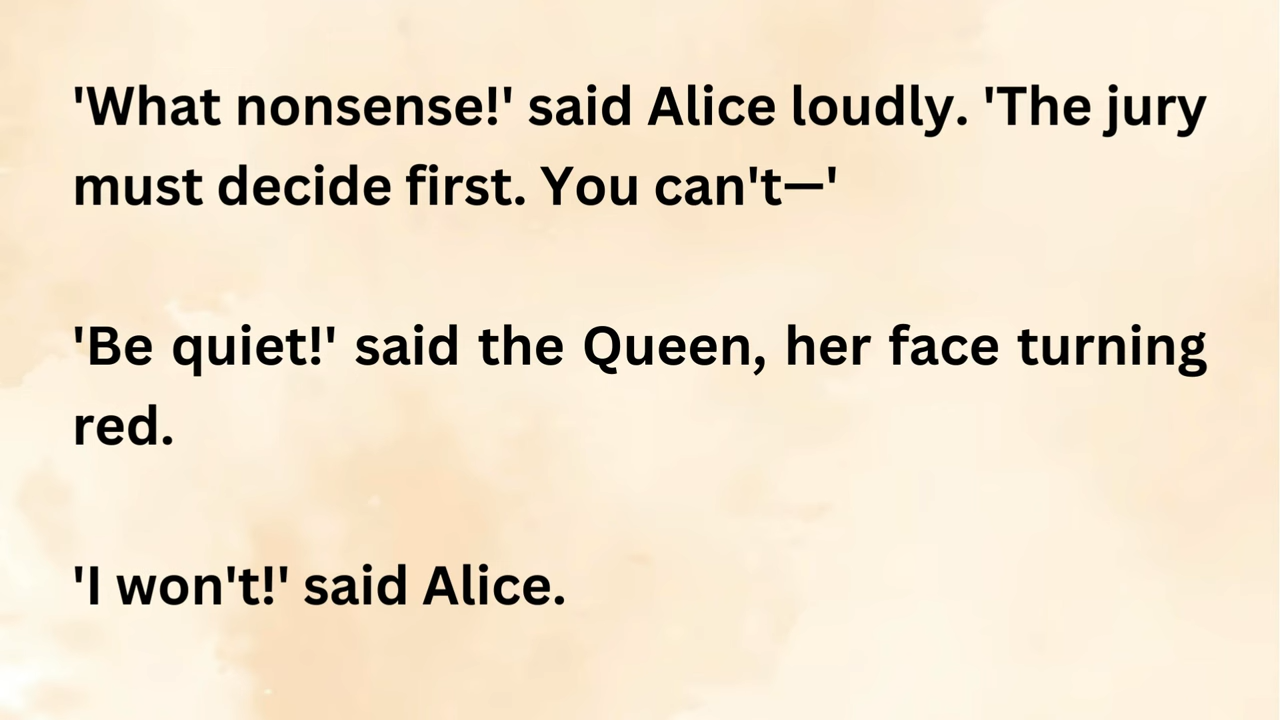 'What nonsense!' said Alice loudly. 'The jury
must decide first. You can't—'
'Be quiet!' said the Queen, her face turning
red.
'I won't!' said Alice.